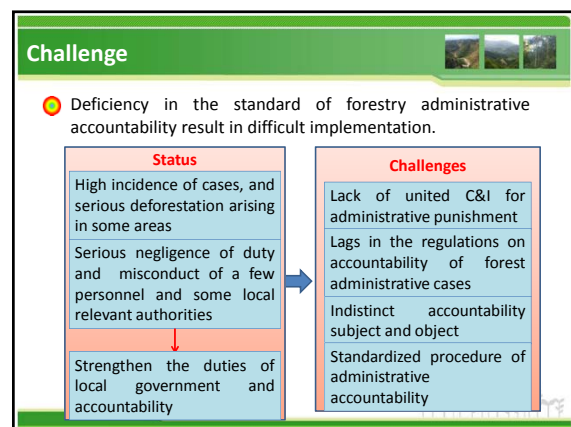 Challenge
Deficiency in the standard of forestry administrative
accountability result in difficult implementation.
Status
High incidence of cases, and
serious deforestation arising
in some areas
Serious negligence of duty
and misconduct of a few
personnel and some local
relevant authorities
Strengthen the duties of
local government and
accountability
Challenges
Lack of united C&I for
administrative punishment
Lags in the regulations on
accountability of forest
administrative cases
Indistinct accountability
subject and object
Standardized procedure of
administrative
accountability